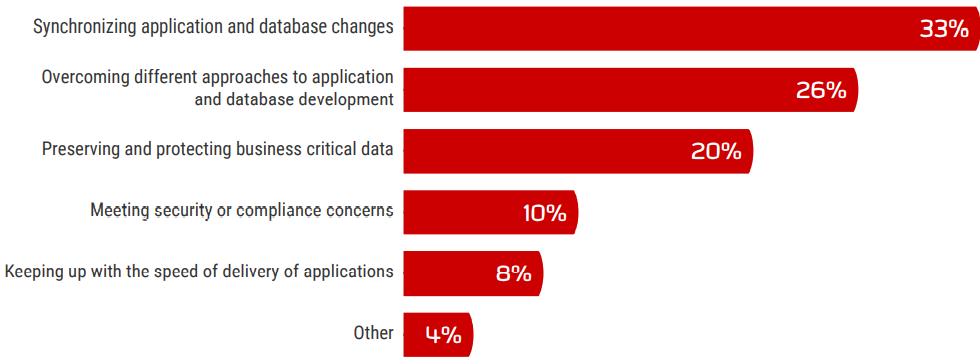 Synchronizing application and database changes
33%
Overcoming different approaches to application
and database development
26%
Preserving and protecting business critical data
20%
Meeting security or compliance concerns
10%
Keeping up with the speed of delivery of applications
8%
Other
4%